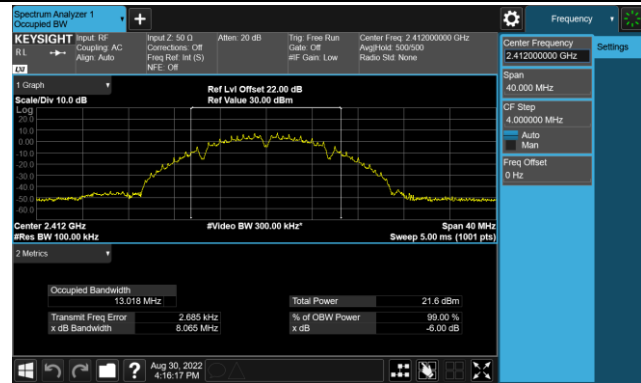 Spectrum Analyzer 1
Occupied BW
Frequency
KEYSIGHT
RL
LXI
Input: RF
Coupling: AC
Align: Auto
Input Z: 50 Ω
Corrections: Off
Freq Ref: Int (S)
NFE: Off
Atten: 20 dB
Trig: Free Run
Gate: Off
#IF Gain: Low
Center Freq: 2.412000000 GHz
Avg|Hold: 500/500
Radio Std: None
Center Frequency
2.412000000 GHz
Settings
Span
40.000 MHz
CF Step
4.000000 MHz
Auto
Man
Freq Offset
0 Hz
1 Graph
Scale/Div 10.0 dB
Ref Lvl Offset 22.00 dB
Ref Value 30.00 dBm
Log
20.0
10.0
0.00
-10.0
-20.0
-30.0
-40.0
-50.0
-60.0
Center 2.412 GHz
#Res BW 100.00 kHz
#Video BW 300.00 kHz*
Span 40 MHz
Sweep 5.00 ms (1001 pts)
2 Metrics
Occupied Bandwidth
13.018 MHz
Total Power 21.6 dBm
Transmit Freq Error 2.685 kHz
% of OBW Power 99.00 %
x dB Bandwidth 8.065 MHz
x dB -6.00 dB
Aug 30, 2022
4:16:17 PM